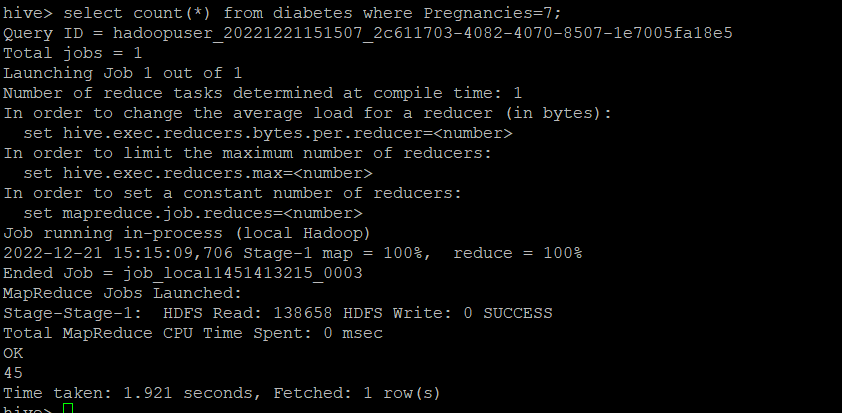 hive> select count(*) from diabetes where Pregnancies=7;
Query ID = hadoopuser_20221221151507_2c611703-4082-4070-8507-1e7005fa18e5
Total jobs = 1
Launching Job 1 out of 1
Number of reduce tasks determined at compile time: 1
In order to change the average load for a reducer (in bytes):
  set hive.exec.reducers.bytes.per.reducer=<number>
In order to limit the maximum number of reducers:
  set hive.exec.reducers.max=<number>
In order to set a constant number of reducers:
  set mapreduce.job.reduces=<number>
Job running in-process (local Hadoop)
2022-12-21 15:15:09,706 Stage-1 map = 100%,  reduce = 100%
Ended Job = job_local1451413215_0003
MapReduce Jobs Launched:
Stage-Stage-1:  HDFS Read: 138658 HDFS Write: 0 SUCCESS
Total MapReduce CPU Time Spent: 0 msec
OK
45
Time taken: 1.921 seconds, Fetched: 1 row(s)
hive>